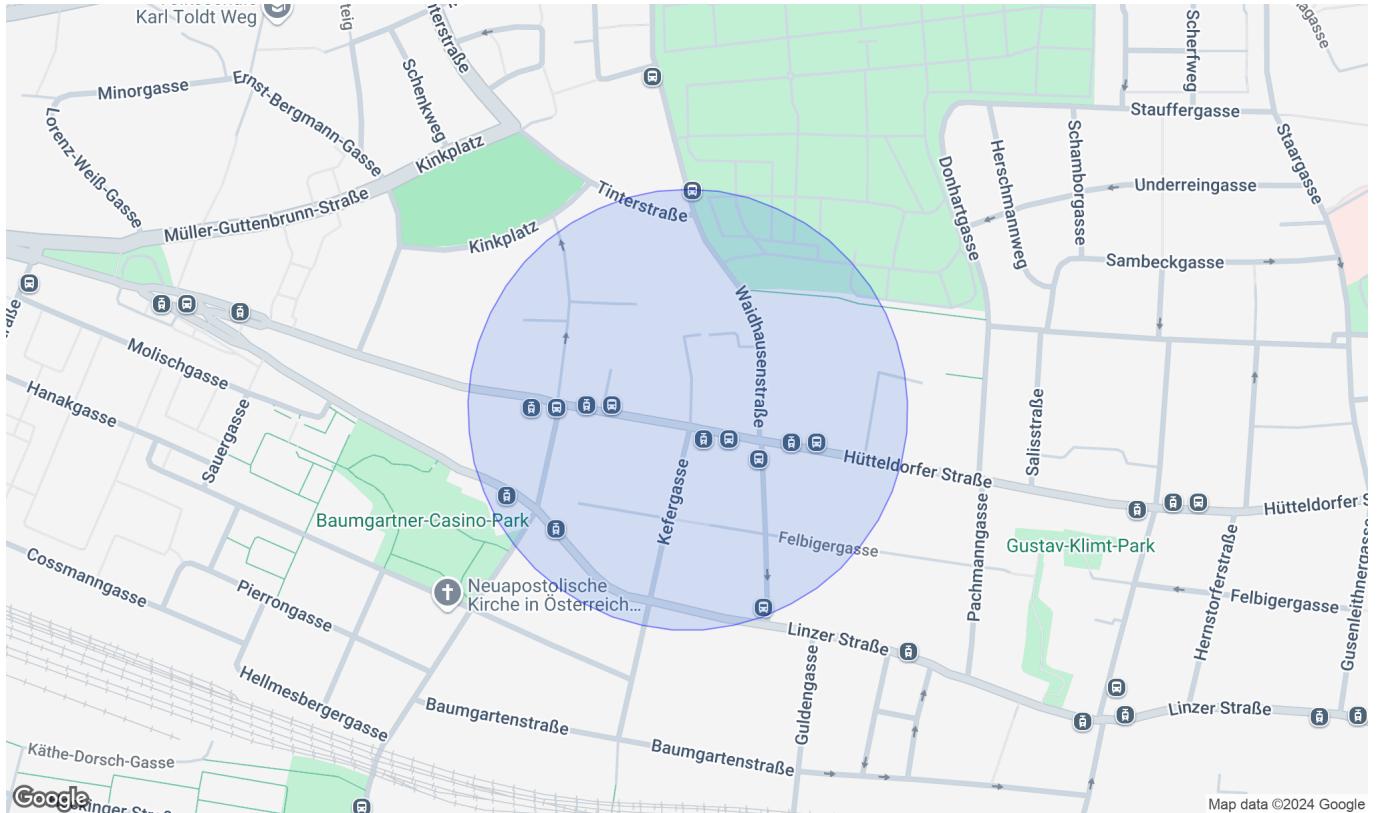 Karl Toldt Weg
Minorgasse
Ernst-Bergmann-Gasse
Schenkweg
Lorenz-Weiß-Gasse
Kinkplatz
Müller-Guttenbrunn-Straße
Kinkplatz
Tinterstraße
Scherfweg
Stauffergasse
Staargasse
Schamborgasse
Herschmannweg
Donhartgasse
Underreingasse
Sambeckgasse
Waidhausenstraße
Molischgasse
Hanakgasse
Sauergasse
Salisstraße
Hütteldorfer Straße
Hütteldorfer S
Baumgartner-Casino-Park
Kefergasse
Felbigergasse
Gustav-Klimt-Park
Pachmanngasse
Cossmanngasse
Pierrongasse
Neuapostolische
Kirche in Österreich...
Felbigergasse
Hernstorferstraße
Gusenleithnergasse
Linzer Straße
Guldengasse
Hellmesbergergasse
Baumgartenstraße
Baumgartenstraße
Linzer Straße
Käthe-Dorsch-Gasse
Google
Map data ©2024 Google